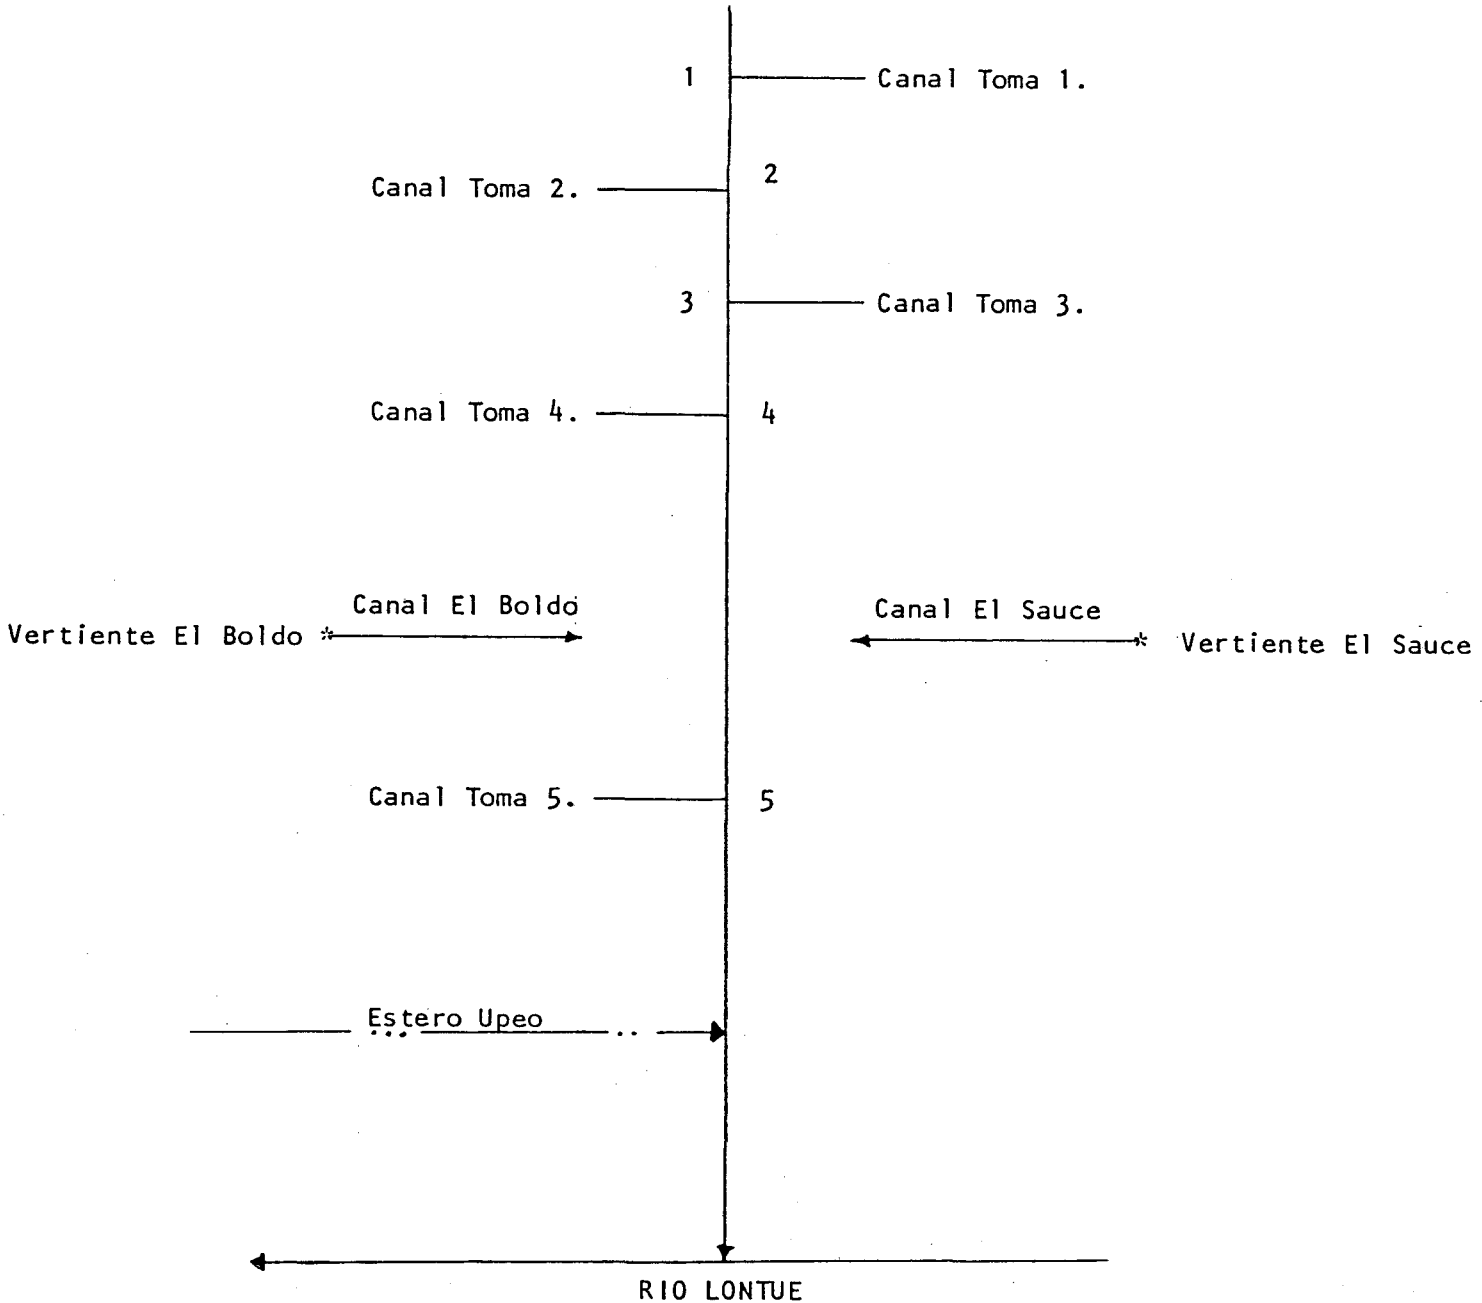 1
Canal Toma 1.
2
Canal Toma 2.
3
Canal Toma 3.
Canal Toma 4.
4
Canal El Boldo
Canal El Sauce
Vertiente El Boldo *
* Vertiente El Sauce
Canal Toma 5.
5
Estero Upeo
RIO LONTUE